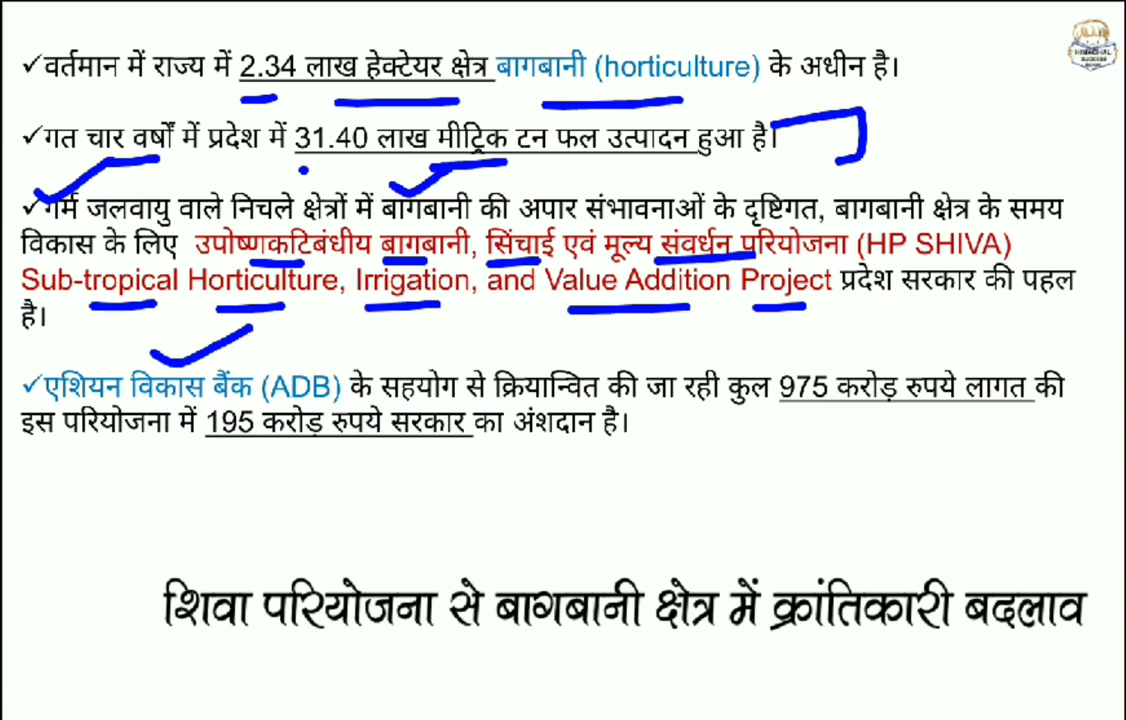 ✓वर्तमान में राज्य में 2.34 लाख हेक्टेयर क्षेत्र बागबानी (horticulture) के अधीन है।
✓गत चार वर्षों में प्रदेश में 31.40 लाख मीट्रिक टन फल उत्पादन हुआ है।
✓गर्म जलवायु वाले निचले क्षेत्रों में बागबानी की अपार संभावनाओं के दृष्टिगत, बागबानी क्षेत्र के समय
विकास के लिए उपोष्णकटिबंधीय बागबानी, सिंचाई एवं मूल्य संवर्धन परियोजना (HP SHIVA)
Sub-tropical Horticulture, Irrigation, and Value Addition Project प्रदेश सरकार की पहल
है।
✓एशियन विकास बैंक (ADB) के सहयोग से क्रियान्वित की जा रही कुल 975 करोड़ रुपये लागत की
इस परियोजना में 195 करोड़ रुपये सरकार का अंशदान है।
शिवा परियोजना से बागबानी क्षेत्र में क्रांतिकारी बदलाव
HIMACHAL
SUCCESS